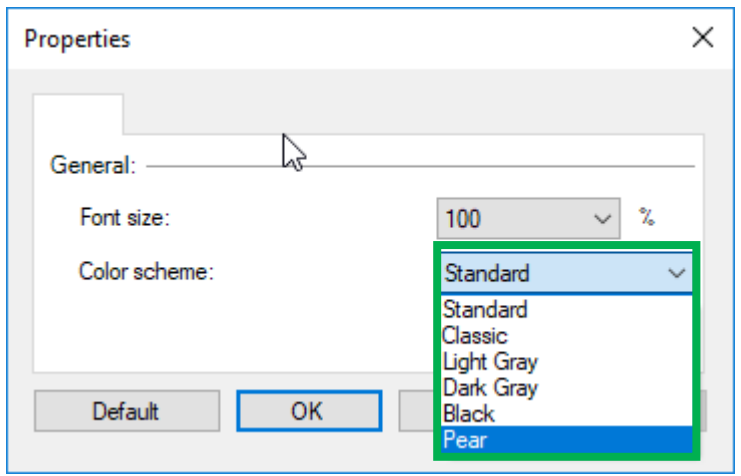 Properties
General:
Font size: 100 %
Color scheme: Standard
Standard
Classic
Light Gray
Dark Gray
Black
Pear
Default OK